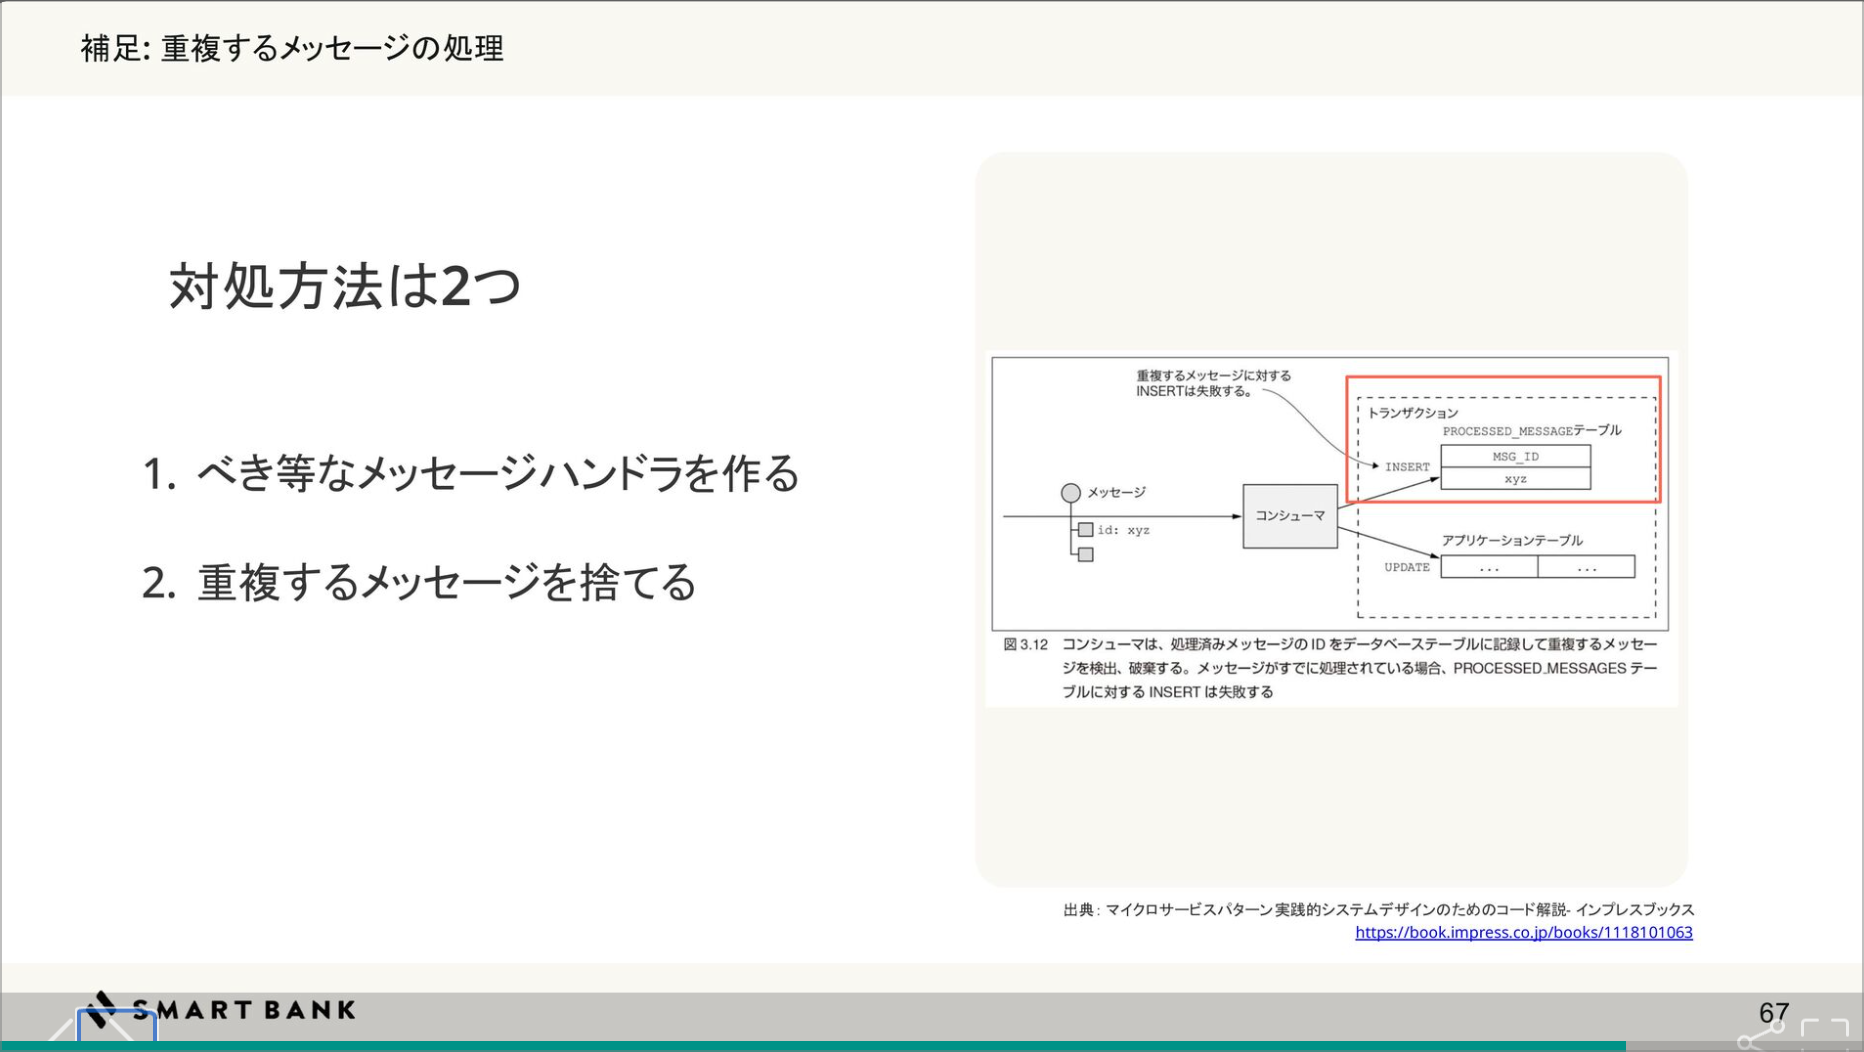 補足: 重複するメッセージの処理
対処方法は2つ
1. べき等なメッセージハンドラを作る
2. 重複するメッセージを捨てる
重複するメッセージに対する
INSERTは失敗する。
トランザクション
PROCESSED_MESSAGEテーブル
MSG_ID
INSERT
xyz
メッセージ
コンシューマ
id: xyz
アプリケーションテーブル
UPDATE
...
...
図 3.12 コンシューマは、処理済みメッセージの ID をデータベーステーブルに記録して重複するメッセー
ジを検出、破棄する。メッセージがすでに処理されている場合、PROCESSED_MESSAGES テー
ブルに対する INSERT は失敗する
出典: マイクロサービスパターン 実践的システムデザインのためのコード解説- インプレスブックス
https://book.impress.co.jp/books/1118101063
SMART BANK
67